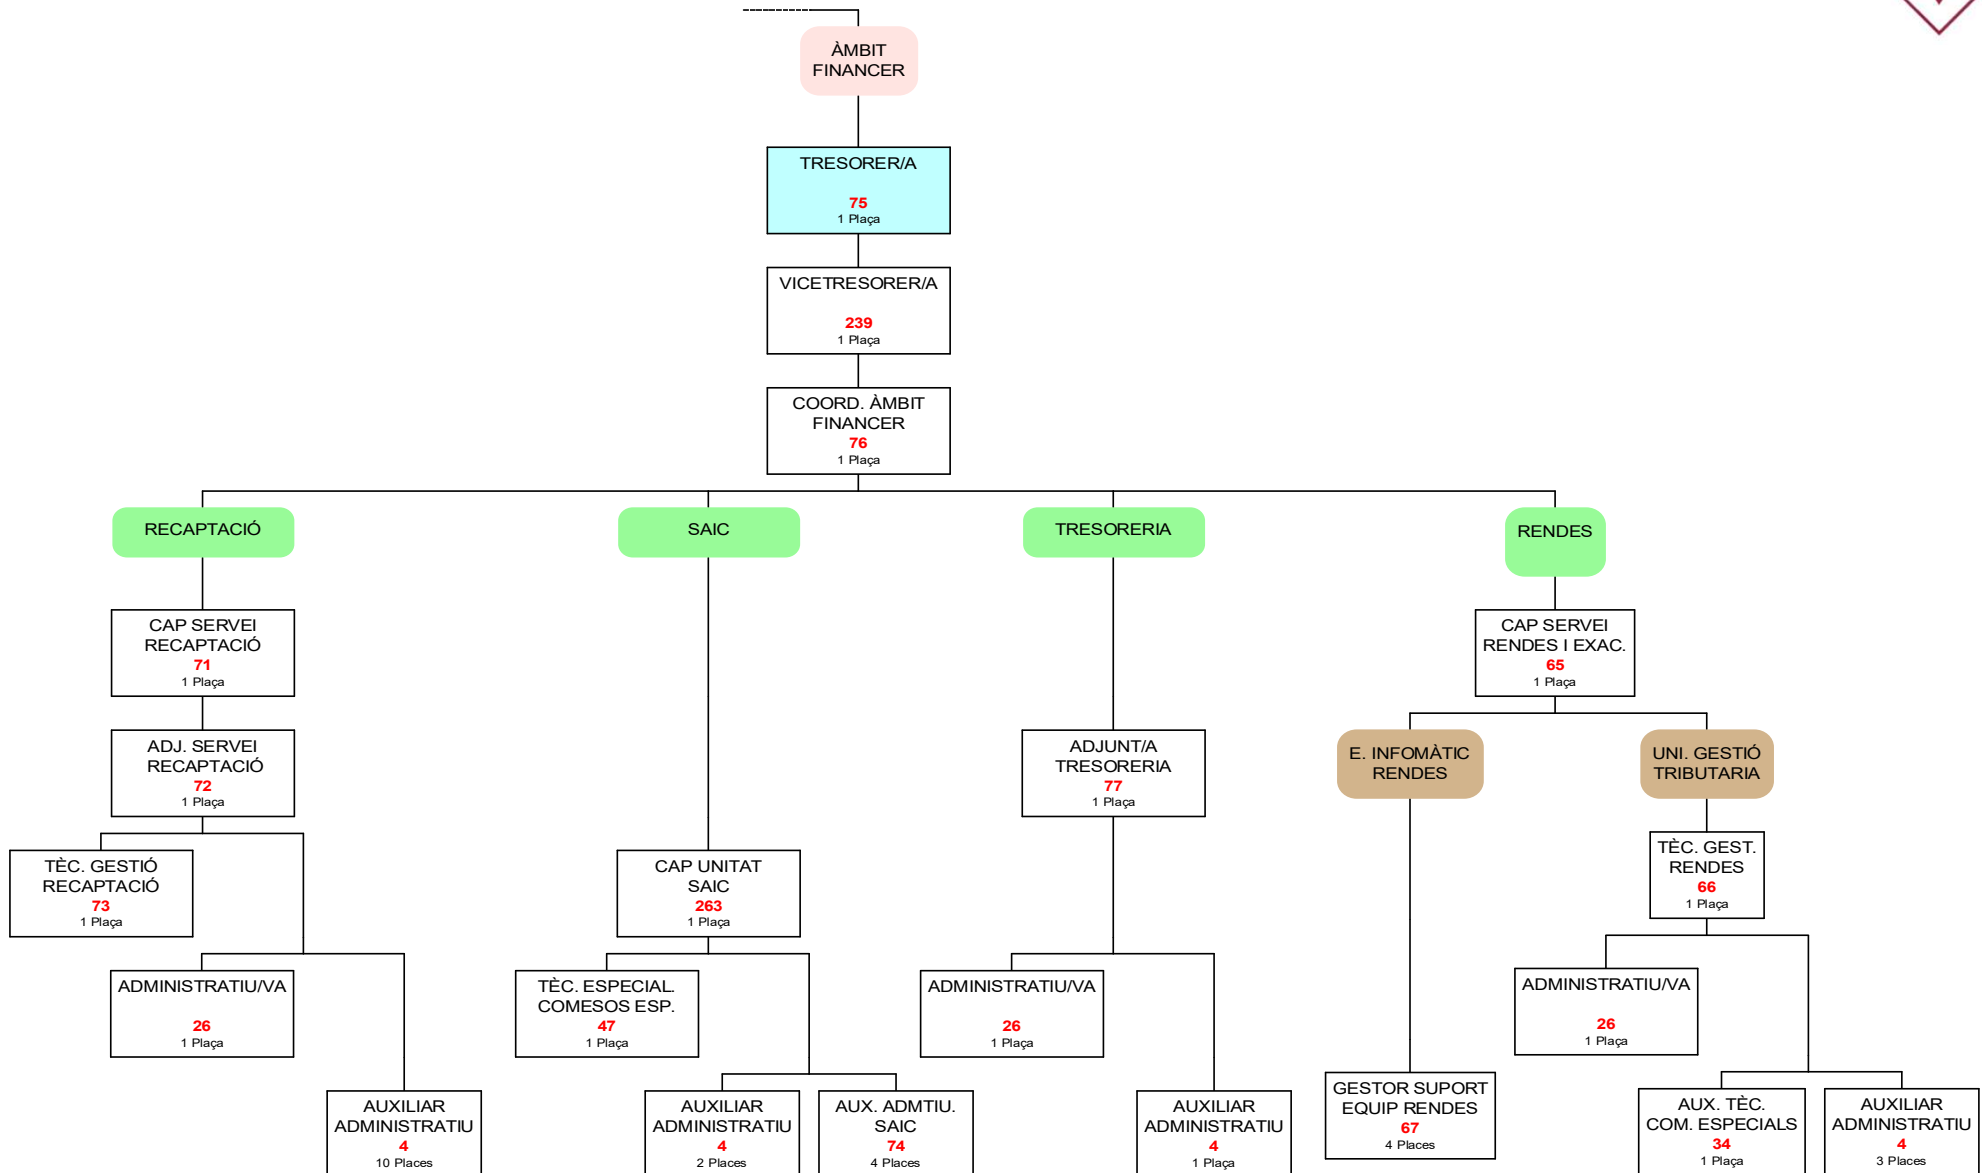 ÀMBIT
FINANCER
TRESORER/A
75
1 Plaça
VICETRESORER/A
239
1 Plaça
COORD. ÀMBIT
FINANCER
76
1 Plaça
RECAPTACIÓ
SAIC
TRESORERIA
RENDES
CAP SERVEI
RECAPTACIÓ
71
1 Plaça
CAP SERVEI
RENDES I EXAC.
65
1 Plaça
ADJ. SERVEI
RECAPTACIÓ
72
1 Plaça
ADJUNT/A
TRESORERIA
77
1 Plaça
E. INFOMÀTIC
RENDES
UNI. GESTIÓ
TRIBUTARIA
TÈC. GESTIÓ
RECAPTACIÓ
73
1 Plaça
CAP UNITAT
SAIC
263
1 Plaça
TÈC. GEST.
RENDES
66
1 Plaça
ADMINISTRATIU/VA
26
1 Plaça
TÈC. ESPECIAL.
COMESOS ESP.
47
1 Plaça
ADMINISTRATIU/VA
26
1 Plaça
ADMINISTRATIU/VA
26
1 Plaça
AUXILIAR
ADMINISTRATIU
4
10 Places
AUXILIAR
ADMINISTRATIU
4
2 Places
AUX. ADMTIU.
SAIC
74
4 Places
AUXILIAR
ADMINISTRATIU
4
1 Plaça
GESTOR SUPORT
EQUIP RENDES
67
4 Places
AUX. TÈC.
COM. ESPECIALS
34
1 Plaça
AUXILIAR
ADMINISTRATIU
4
3 Places